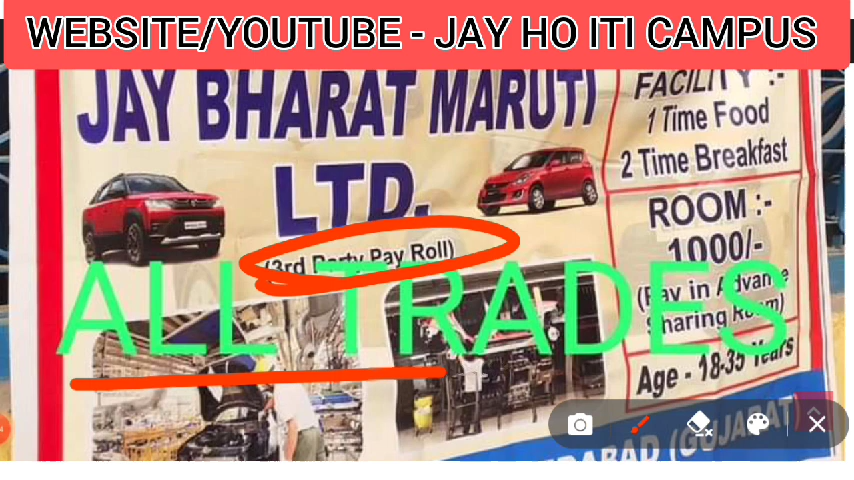 WEBSITE/YOUTUBE - JAY HO ITI CAMPUS
JAY BHARAT MARUTI
LTD.
(3rd Party Pay Roll)
ALL TRADES
FACILITY :-
1 Time Food
2 Time Breakfast
ROOM :-
1000/-
(Pay in Advance
Sharing Room)
Age - 18-35 Years
(GUJARAT)